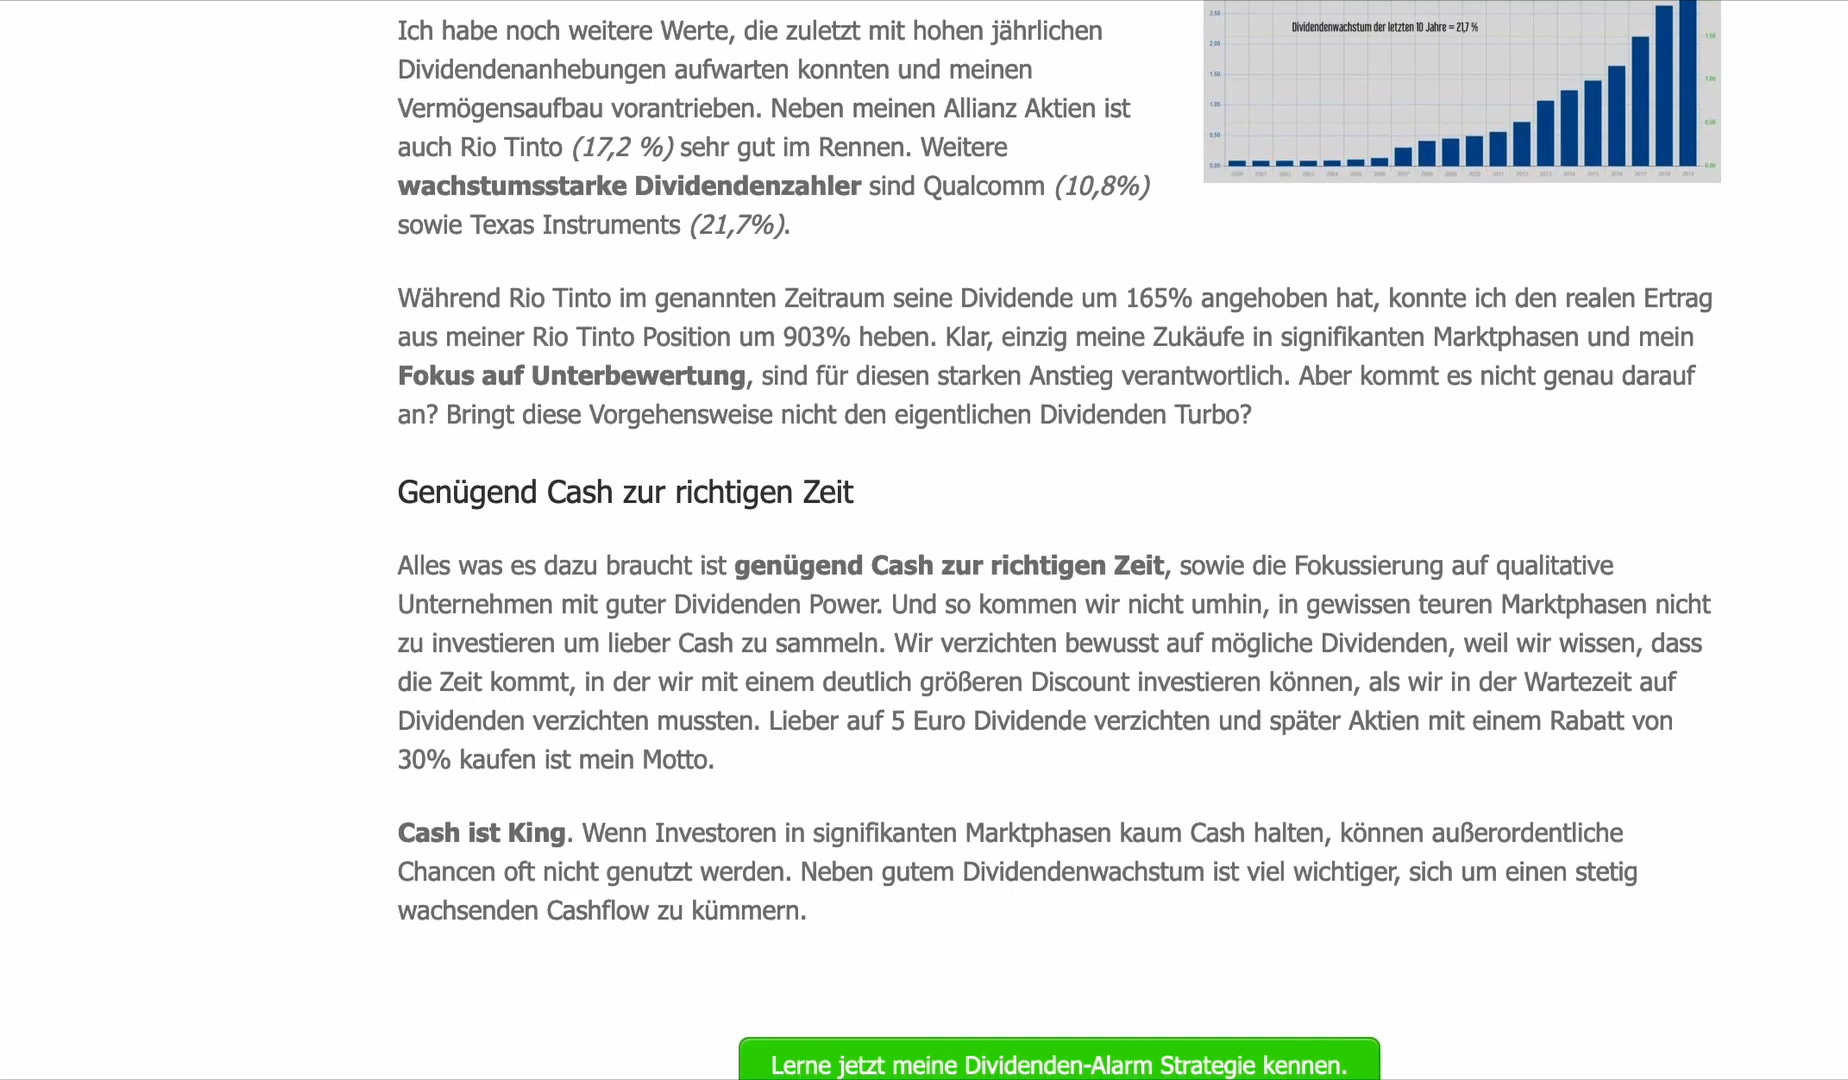 Ich habe noch weitere Werte, die zuletzt mit hohen jährlichen
Dividendenanhebungen aufwarten konnten und meinen
Vermögensaufbau vorantrieben. Neben meinen Allianz Aktien ist
auch Rio Tinto (17,2 %) sehr gut im Rennen. Weitere
wachstumsstarke Dividendenzahler sind Qualcomm (10,8%)
sowie Texas Instruments (21,7%).
Dividendenwachstum der letzten 10 Jahre = 21,7 %
2,50
2,00
1,50
1,00
0,50
0,00
Während Rio Tinto im genannten Zeitraum seine Dividende um 165% angehoben hat, konnte ich den realen Ertrag
aus meiner Rio Tinto Position um 903% heben. Klar, einzig meine Zukäufe in signifikanten Marktphasen und mein
Fokus auf Unterbewertung, sind für diesen starken Anstieg verantwortlich. Aber kommt es nicht genau darauf
an? Bringt diese Vorgehensweise nicht den eigentlichen Dividenden Turbo?
Genügend Cash zur richtigen Zeit
Alles was es dazu braucht ist genügend Cash zur richtigen Zeit, sowie die Fokussierung auf qualitative
Unternehmen mit guter Dividenden Power. Und so kommen wir nicht umhin, in gewissen teuren Marktphasen nicht
zu investieren um lieber Cash zu sammeln. Wir verzichten bewusst auf mögliche Dividenden, weil wir wissen, dass
die Zeit kommt, in der wir mit einem deutlich größeren Discount investieren können, als wir in der Wartezeit auf
Dividenden verzichten mussten. Lieber auf 5 Euro Dividende verzichten und später Aktien mit einem Rabatt von
30% kaufen ist mein Motto.
Cash ist King. Wenn Investoren in signifikanten Marktphasen kaum Cash halten, können außerordentliche
Chancen oft nicht genutzt werden. Neben gutem Dividendenwachstum ist viel wichtiger, sich um einen stetig
wachsenden Cashflow zu kümmern.
Lerne jetzt meine Dividenden-Alarm Strategie kennen.